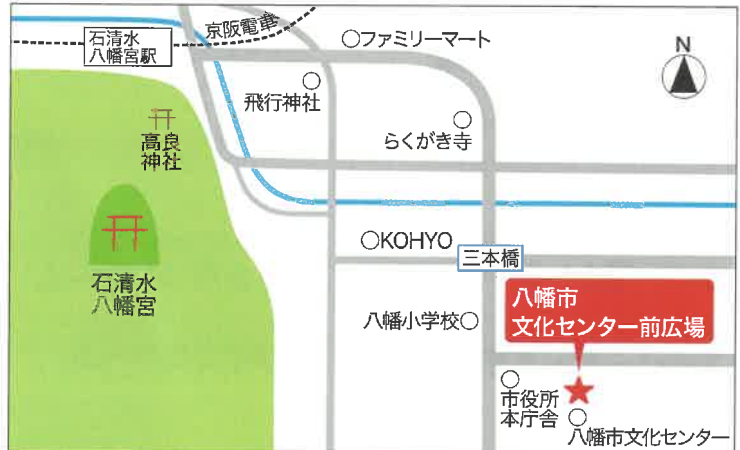 京阪電車
石清水
八幡宮駅
ファミリーマート
N
飛行神社
らくがき寺
高良
神社
KOHYO
三本橋
石清水
八幡宮
八幡市
文化センター前広場
八幡小学校
市役所
本庁舎
八幡市文化センター